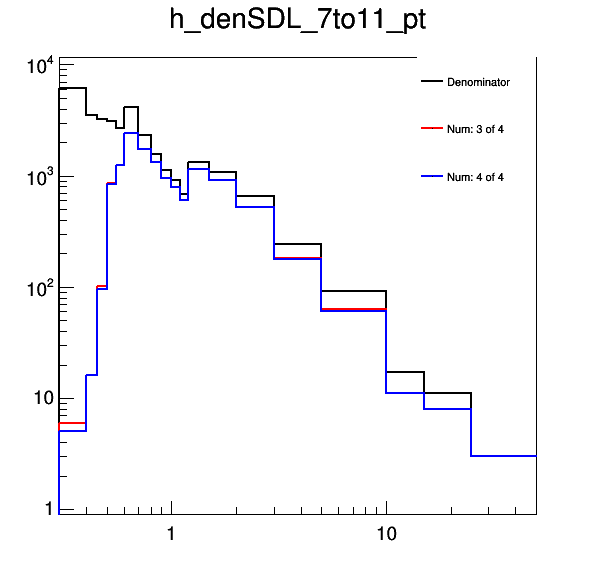 h_denSDL_7to11_pt
10^4
Denominator
Num: 3 of 4
10^3
Num: 4 of 4
10^2
10
1
1 10